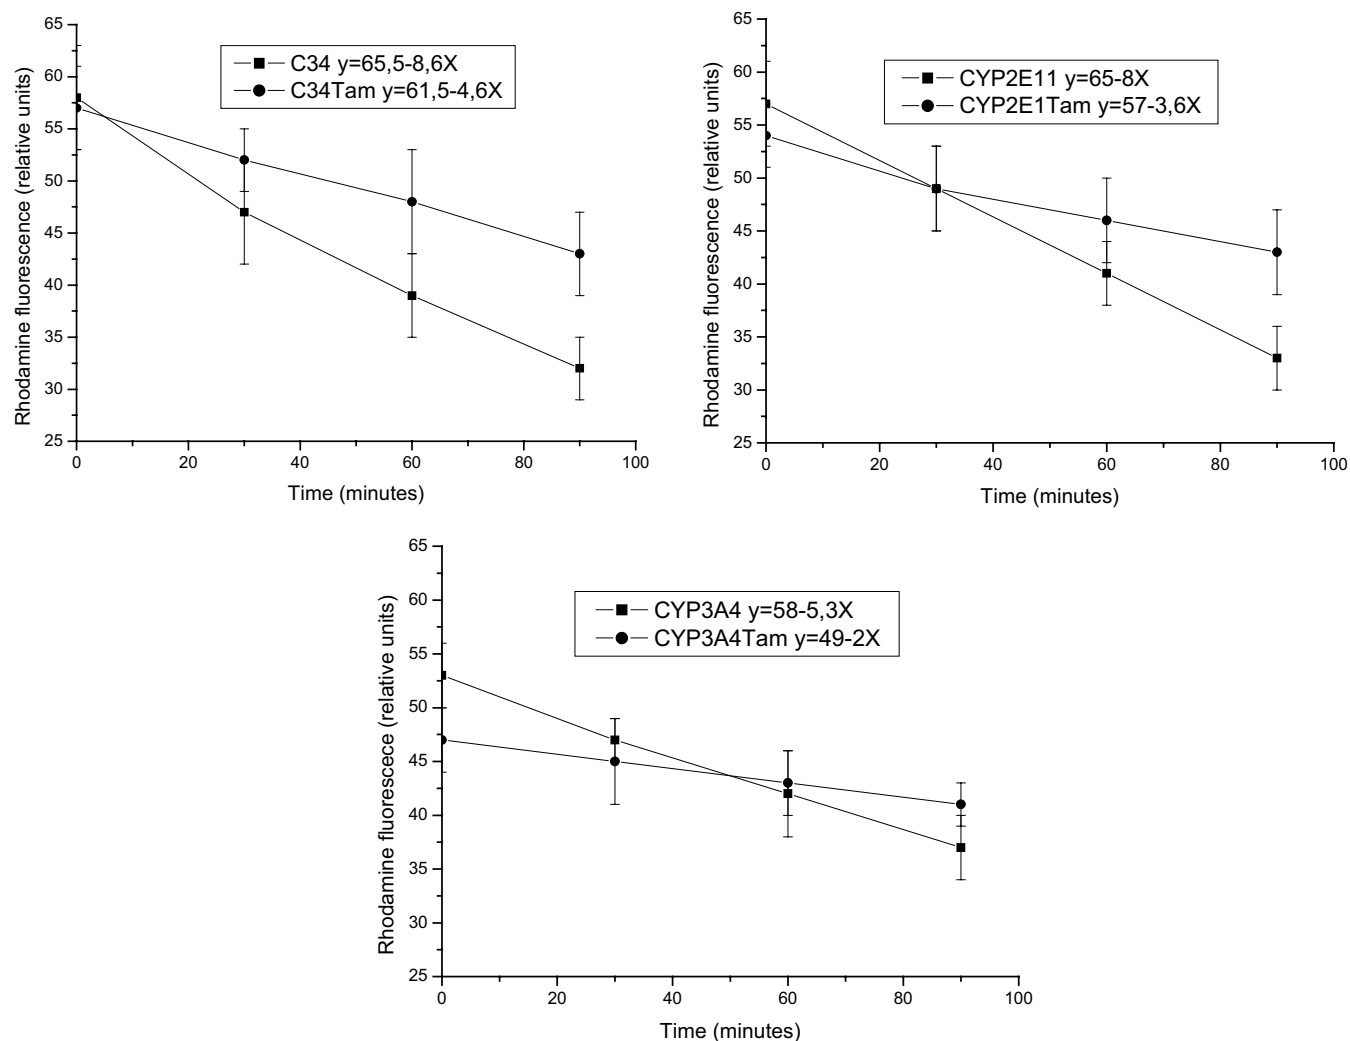 Rhodamine fluorescence (relative units)
65
60
55
50
45
40
35
30
25
C34 y=65,5-8,6X
C34Tam y=61,5-4,6X
0 20 40 60 80 100
Time (minutes)
Rhodamine fluorescence (relative units)
65
60
55
50
45
40
35
30
25
CYP2E11 y=65-8X
CYP2E1Tam y=57-3,6X
0 20 40 60 80 100
Time (minutes)
Rhodamine fluorescece (relative units)
65
60
55
50
45
40
35
30
25
CYP3A4 y=58-5,3X
CYP3A4Tam y=49-2X
0 20 40 60 80 100
Time (minutes)